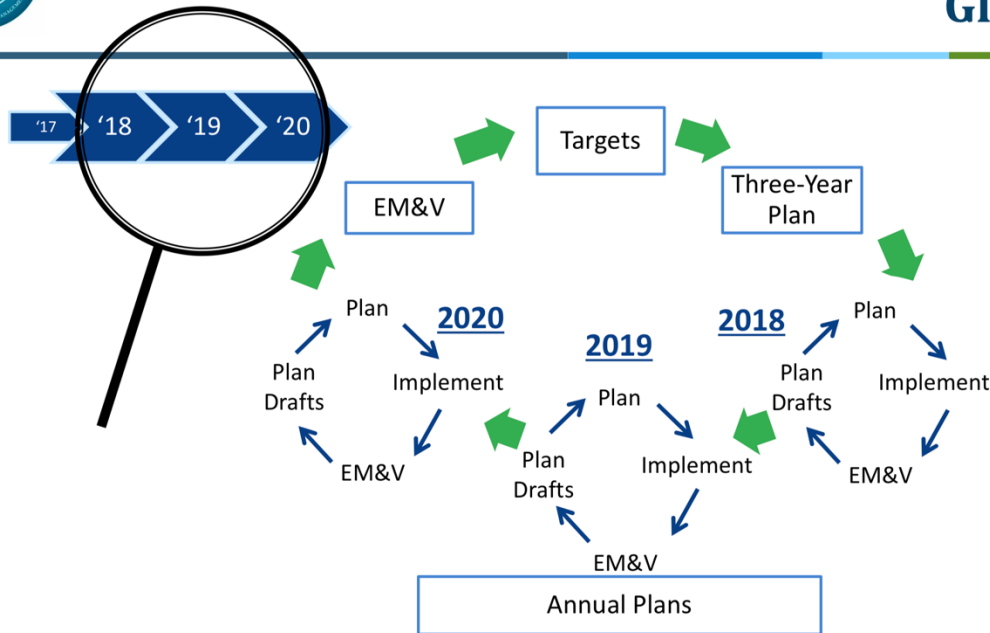 ‘17
‘18
‘19
‘20
Targets
EM&V
Three-Year
Plan
Plan
2020
Plan
Drafts
Implement
EM&V
2019
Plan
Plan
Drafts
Implement
EM&V
2018
Plan
Plan
Drafts
Implement
EM&V
Annual Plans